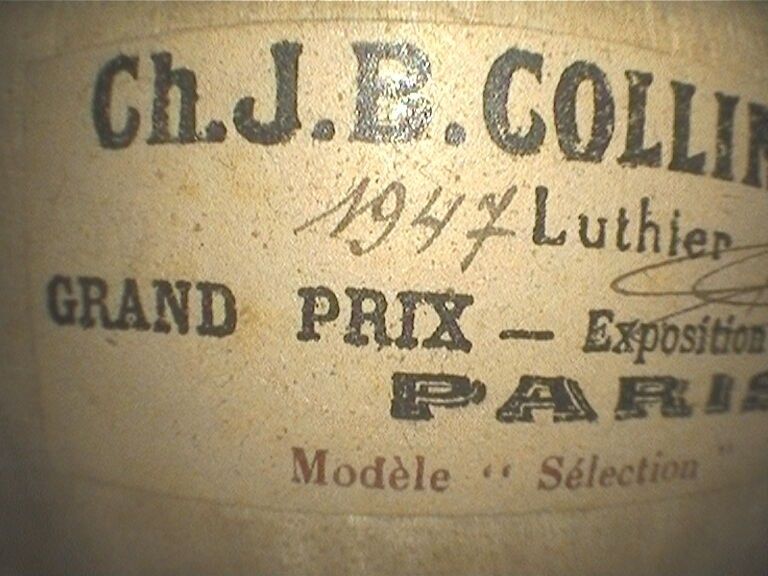 Ch. J. B. COLLIN
1947 Luthier
GRAND PRIX — Exposition
PARIS
Modèle " Sélection "